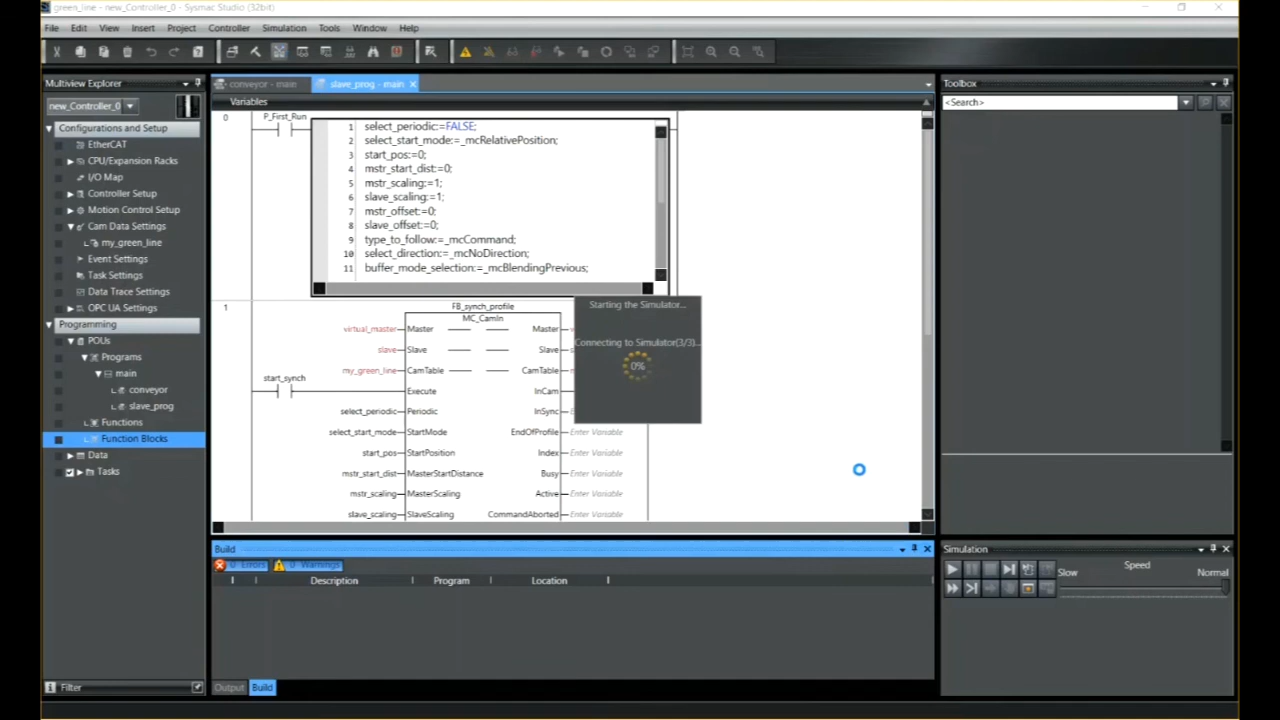 green_line - new_Controller_0 - Sysmac Studio (32bit)
File Edit View Insert Project Controller Simulation Tools Window Help
Multiview Explorer
new_Controller_0
Configurations and Setup
EtherCAT
CPU/Expansion Racks
I/O Map
Controller Setup
Motion Control Setup
Cam Data Settings
my_green_line
Event Settings
Task Settings
Data Trace Settings
OPC UA Settings
Programming
POUs
Programs
main
conveyor
slave_prog
Functions
Function Blocks
Data
Tasks
Filter
conveyor - main slave_prog - main
Variables
0
P_First_Run
1 select_periodic:=FALSE;
2 select_start_mode:=_mcRelativePosition;
3 start_pos:=0;
4 mstr_start_dist:=0;
5 mstr_scaling:=1;
6 slave_scaling:=1;
7 mstr_offset:=0;
8 slave_offset:=0;
9 type_to_follow:=_mcCommand;
10 select_direction:=_mcNoDirection;
11 buffer_mode_selection:=_mcBlendingPrevious;
1
FB_synch_profile
MC_CamIn
virtual_master Master Master
slave Slave Slave
my_green_line CamTable CamTable
start_synch
Execute InCam
select_periodic Periodic InSync
select_start_mode StartMode EndOfProfile Enter Variable
start_pos StartPosition Index Enter Variable
mstr_start_dist MasterStartDistance Busy Enter Variable
mstr_scaling MasterScaling Active Enter Variable
slave_scaling SlaveScaling CommandAborted Enter Variable
Starting the Simulator...
Connecting to Simulator(3/3)...
0%
Build
0 Errors 0 Warnings
Description Program Location
Output Build
Toolbox
<Search>
Simulation
Speed
Slow Normal